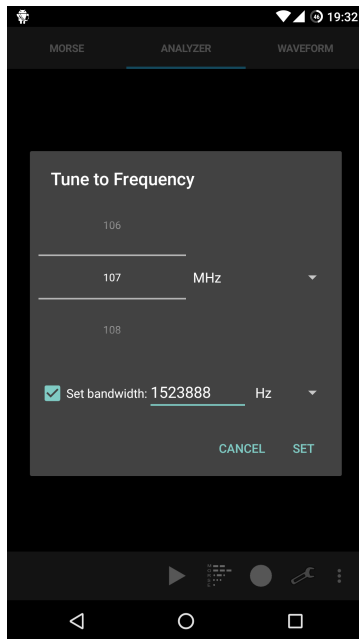 19:32
MORSE ANALYZER WAVEFORM
Tune to Frequency
106
107 MHz
108
Set bandwidth: 1523888 Hz
CANCEL SET